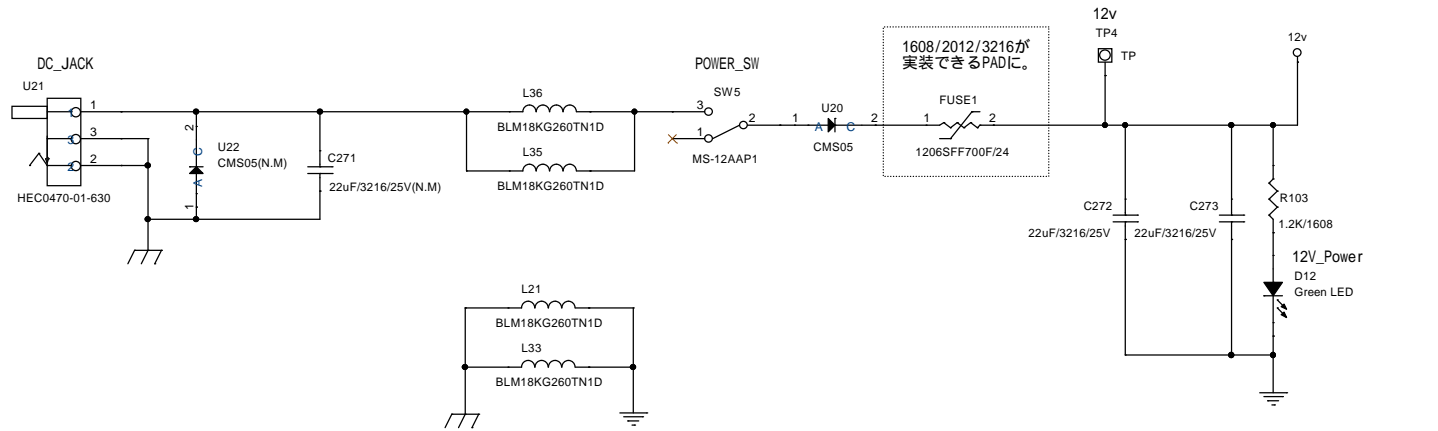 DC_JACK
U21
1
3
2
HEC0470-01-630
2
C
A
1
U22
CMS05(N.M)
C271
22uF/3216/25V(N.M)
L36
BLM18KG260TN1D
L35
BLM18KG260TN1D
POWER_SW
SW5
3
1
2
MS-12AAP1
U20
1
A
C
2
CMS05
1608/2012/3216が
実装できるPADに。
FUSE1
1
2
1206SFF700F/24
12v
TP4
TP
12v
C272
22uF/3216/25V
C273
22uF/3216/25V
R103
1.2K/1608
12V_Power
D12
Green LED
L21
BLM18KG260TN1D
L33
BLM18KG260TN1D